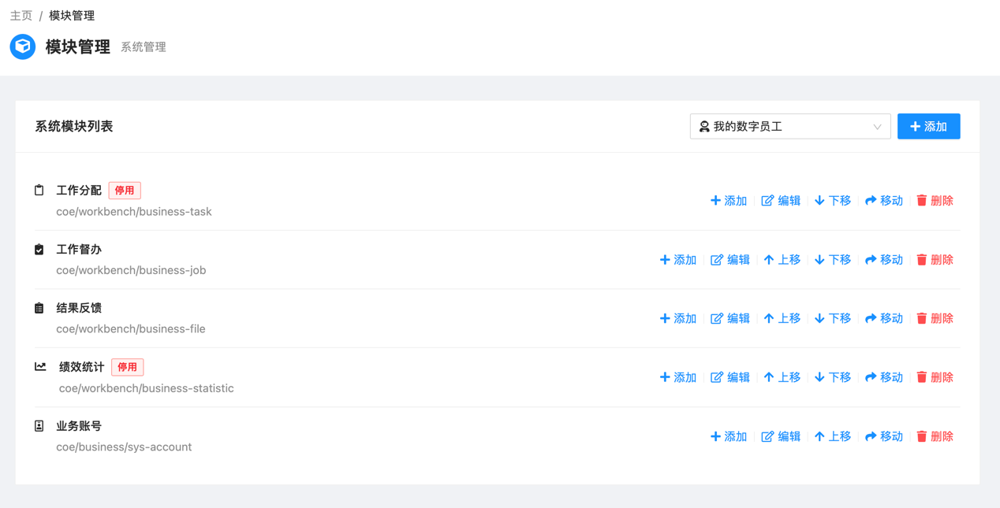 主页 / 模块管理
模块管理 系统管理
系统模块列表 我的数字员工 添加
工作分配 停用
coe/workbench/business-task
添加 编辑 下移 移动 删除
工作督办
coe/workbench/business-job
添加 编辑 上移 下移 移动 删除
结果反馈
coe/workbench/business-file
添加 编辑 上移 下移 移动 删除
绩效统计 停用
coe/workbench/business-statistic
添加 编辑 上移 下移 移动 删除
业务账号
coe/business/sys-account
添加 编辑 上移 移动 删除